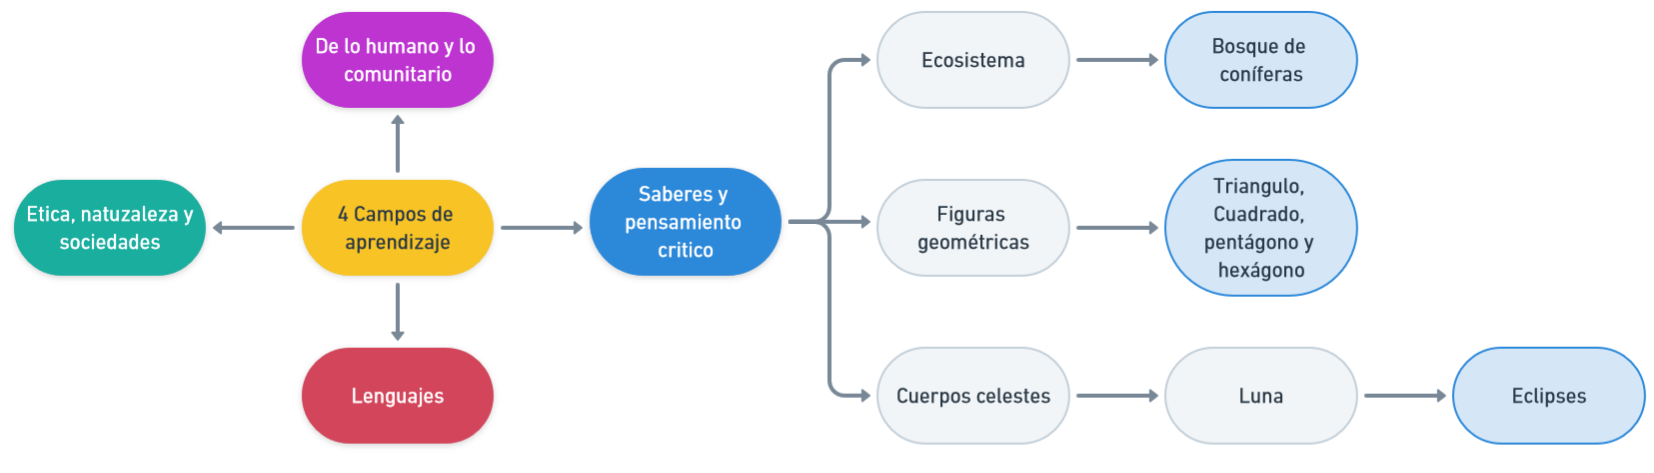 De lo humano y lo
comunitario
Etica, natuzaleza y
sociedades
4 Campos de
aprendizaje
Lenguajes
Saberes y
pensamiento
critico
Ecosistema
Bosque de
coníferas
Figuras
geométricas
Triangulo,
Cuadrado,
pentágono y
hexágono
Cuerpos celestes
Luna
Eclipses